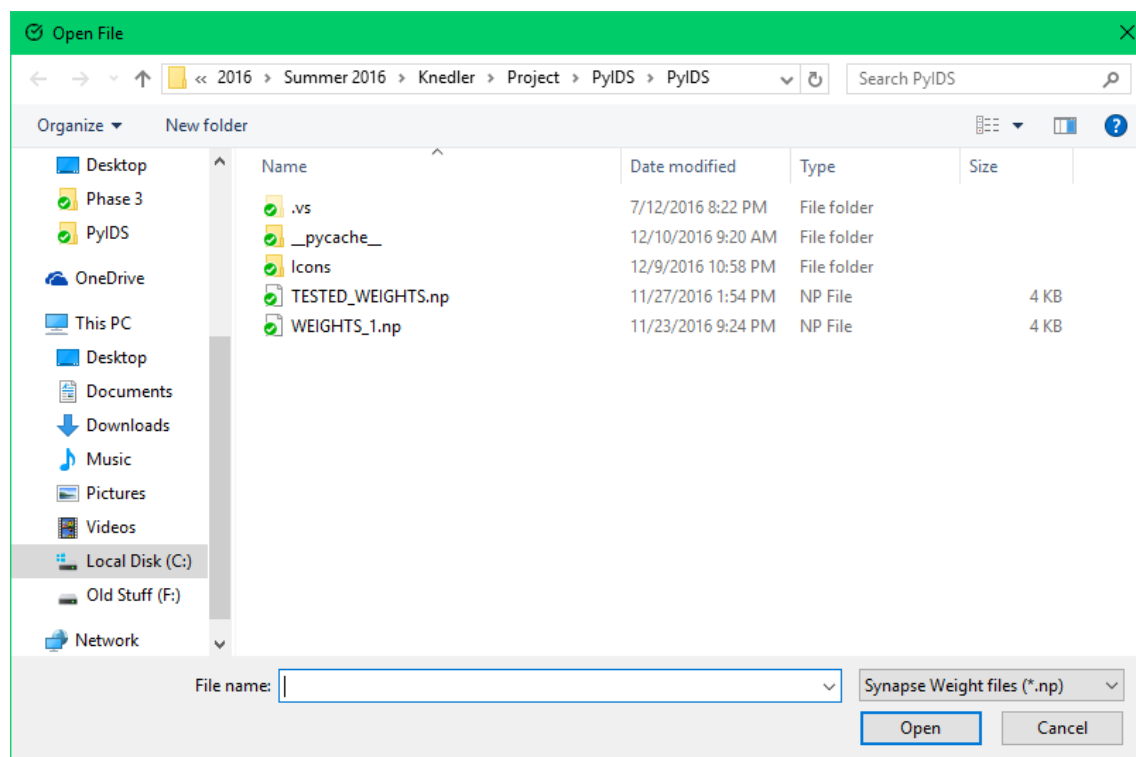 Open File
« 2016 > Summer 2016 > Knedler > Project > PyIDS > PyIDS
Search PyIDS
Organize
New folder
Name Date modified Type Size
Desktop
Phase 3
PyIDS
OneDrive
This PC
Desktop
Documents
Downloads
Music
Pictures
Videos
Local Disk (C:)
Old Stuff (F:)
Network
.vs 7/12/2016 8:22 PM File folder
__pycache__ 12/10/2016 9:20 AM File folder
Icons 12/9/2016 10:58 PM File folder
TESTED_WEIGHTS.np 11/27/2016 1:54 PM NP File 4 KB
WEIGHTS_1.np 11/23/2016 9:24 PM NP File 4 KB
File name:
Synapse Weight files (*.np)
Open Cancel